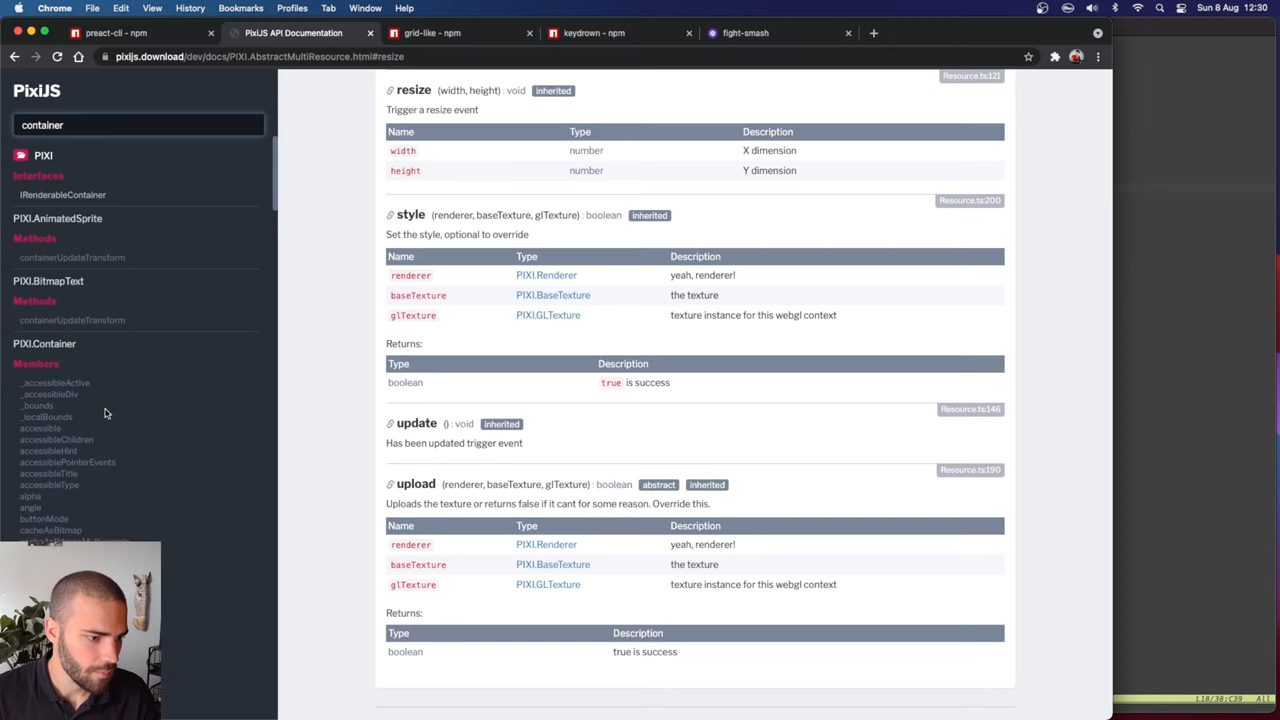 Chrome File Edit View History Bookmarks Profiles Tab Window Help Sun 8 Aug 12:30
preact-cli - npm PixiJS API Documentation grid-like - npm keydrown - npm fight-smash
pixijs.download/dev/docs/PIXI.AbstractMultiResource.html#resize
PixiJS
container
PIXI
Interfaces
IRenderableContainer
PIXI.AnimatedSprite
Methods
containerUpdateTransform
PIXI.BitmapText
Methods
containerUpdateTransform
PIXI.Container
Members
_accessibleActive
_accessibleDiv
_bounds
_localBounds
accessible
accessibleChildren
accessibleHint
accessiblePointerEvents
accessibleTitle
accessibleType
alpha
angle
buttonMode
cacheAsBitmap
Resource.ts:121
resize (width, height) : void inherited
Trigger a resize event
Name Type Description
width number X dimension
height number Y dimension
Resource.ts:200
style (renderer, baseTexture, glTexture) : boolean inherited
Set the style, optional to override
Name Type Description
renderer PIXI.Renderer yeah, renderer!
baseTexture PIXI.BaseTexture the texture
glTexture PIXI.GLTexture texture instance for this webgl context
Returns:
Type Description
boolean true is success
Resource.ts:146
update () : void inherited
Has been updated trigger event
Resource.ts:190
upload (renderer, baseTexture, glTexture) : boolean abstract inherited
Uploads the texture or returns false if it cant for some reason. Override this.
Name Type Description
renderer PIXI.Renderer yeah, renderer!
baseTexture PIXI.BaseTexture the texture
glTexture PIXI.GLTexture texture instance for this webgl context
Returns:
Type Description
boolean true is success
L18/38:C39 All